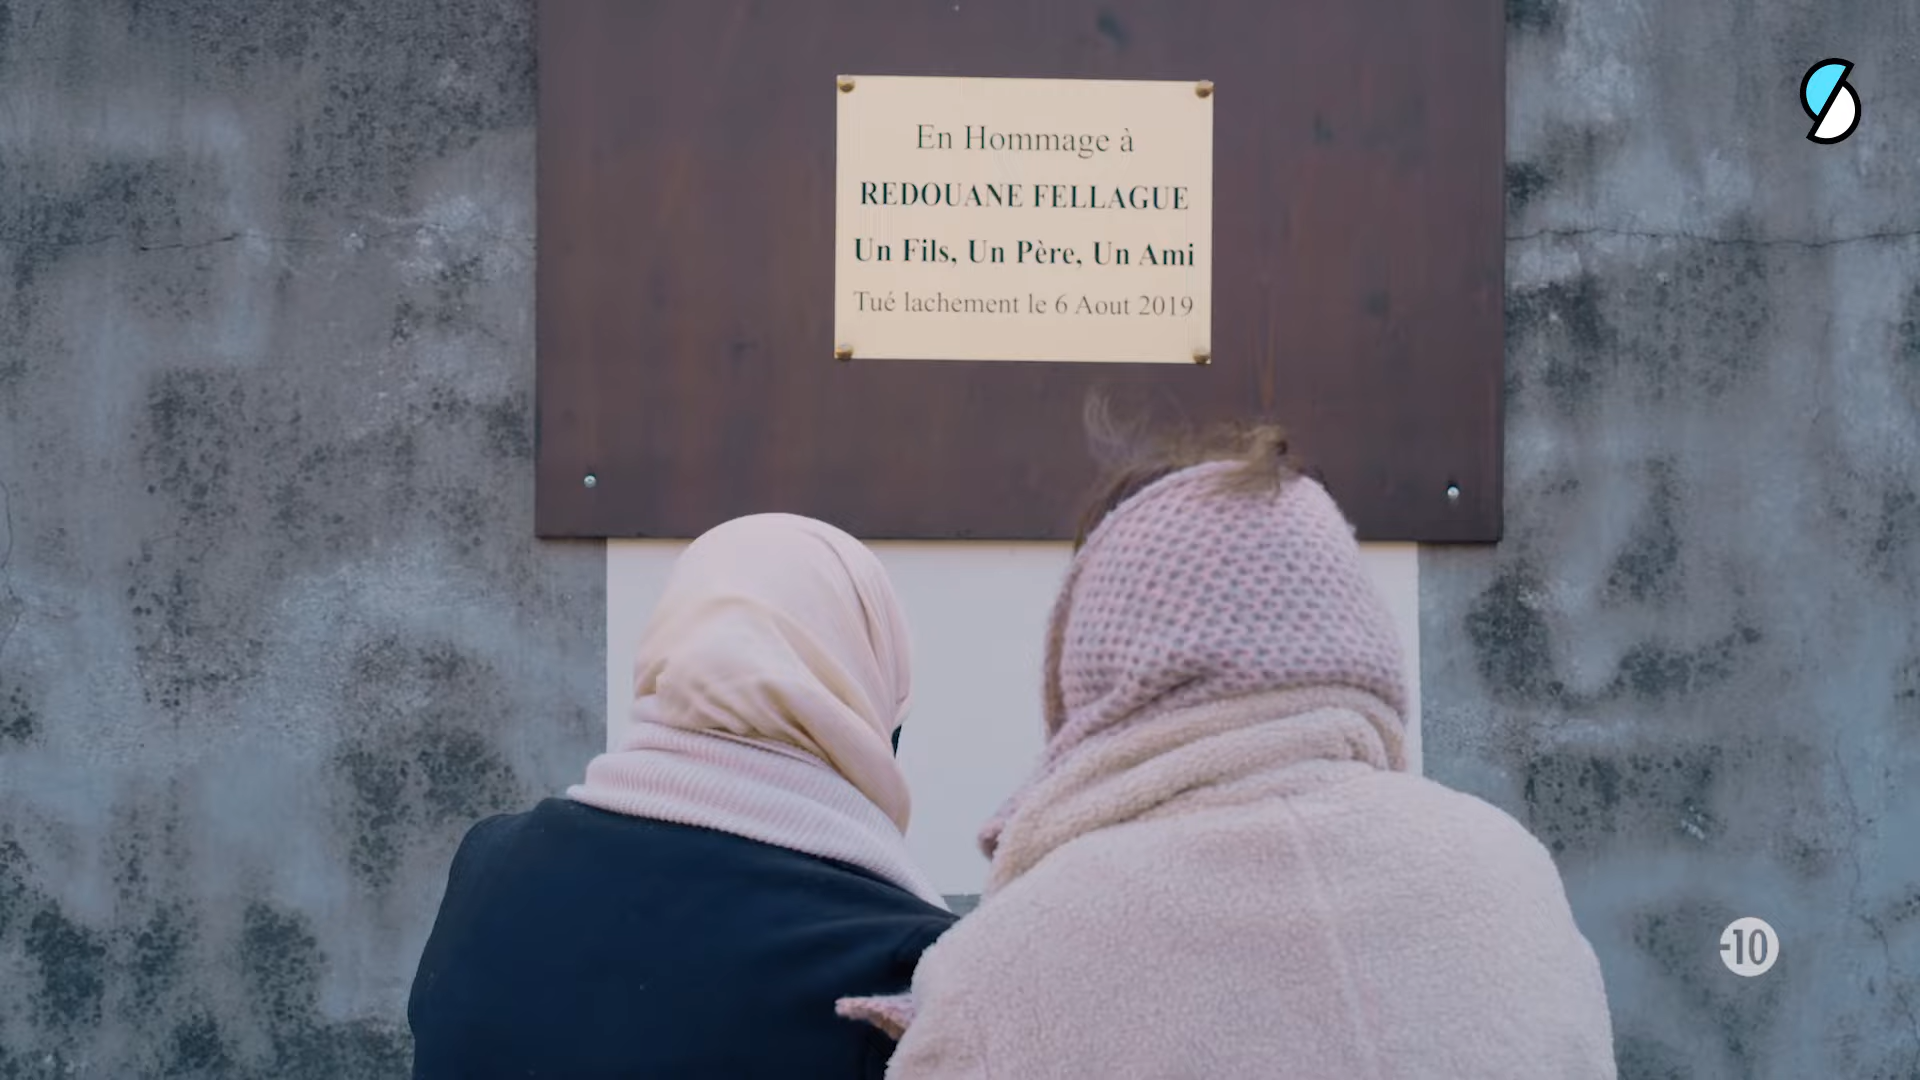 En Hommage à
REDOUANE FELLAGUE
Un Fils, Un Père, Un Ami
Tué lachement le 6 Aout 2019
-10